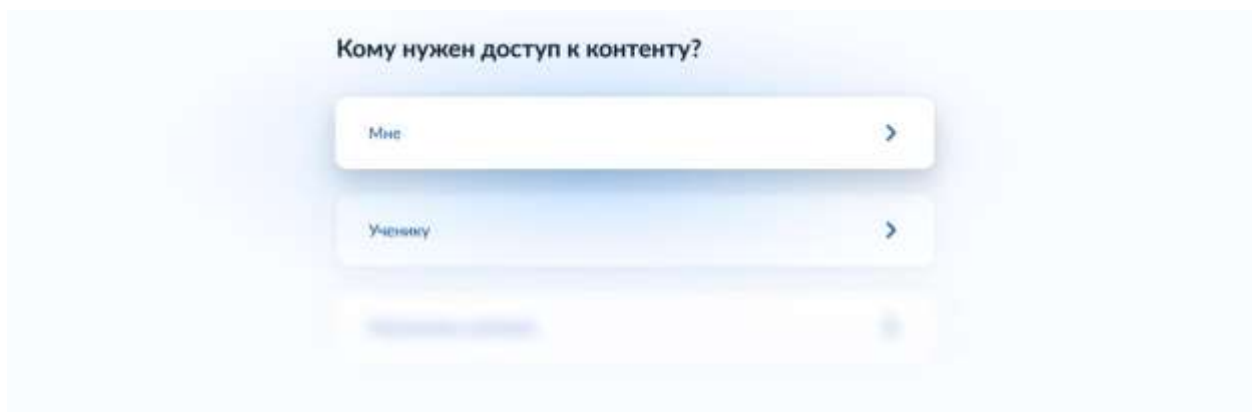 Кому нужен доступ к контенту?
Мне
Ученику